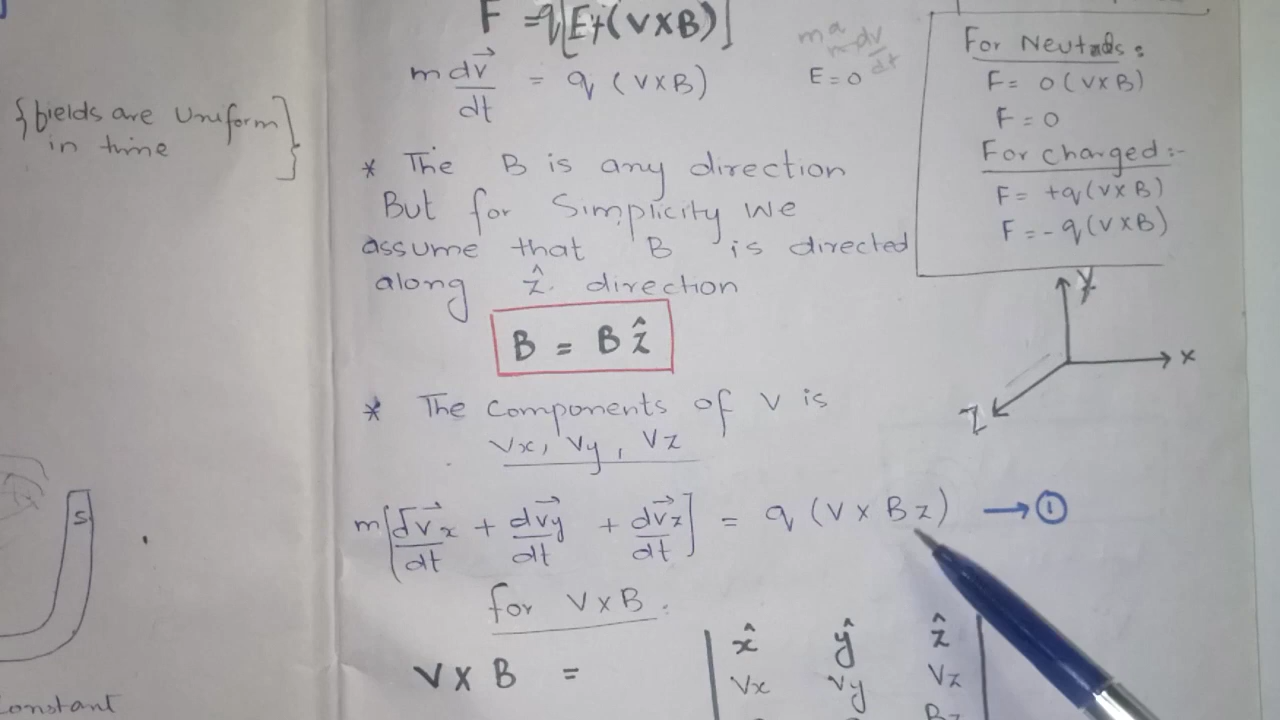 {fields are Uniform
in time}
S
Constant
F = q[E+(V×B)]
m dv⃗/dt = q (V×B)
ma
m dv/dt
E = 0
* The B is any direction
But for Simplicity We
assume that B is directed
along ẑ. direction
B = B ẑ
* The Components of V is
Vx, Vy, Vz
m[dv⃗x/dt + dv⃗y/dt + dv⃗z/dt] = q (V × Bz) → ①
for V×B.
V × B =
x̂ ŷ ẑ
Vx Vy Vz
Bz
For Neutrals:
F = 0(V×B)
F = 0
For charged:-
F = +q(V×B)
F = -q(V×B)
y
x
z